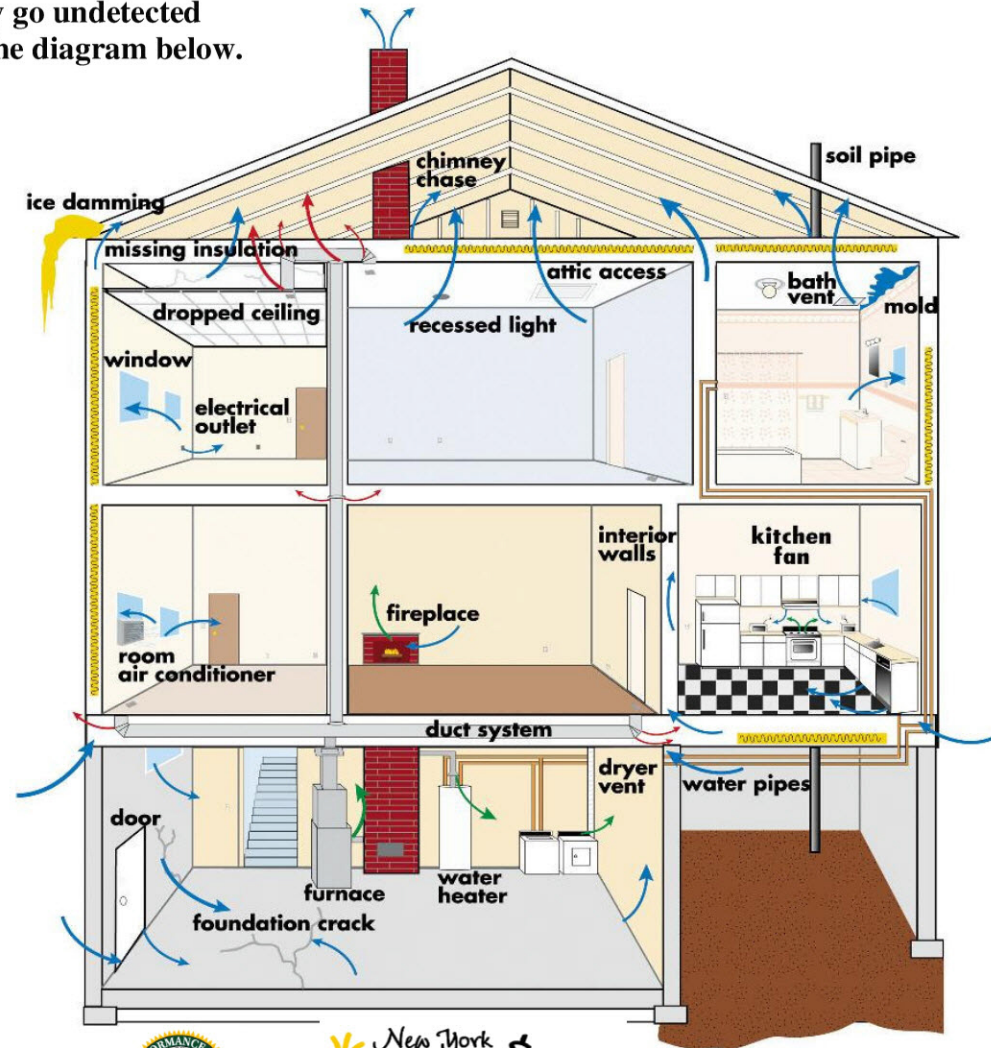 go undetected
diagram below.
soil pipe
chimney
chase
ice damming
missing insulation
attic access
bath
vent
mold
dropped ceiling
recessed light
window
electrical
outlet
interior
walls
kitchen
fan
fireplace
room
air conditioner
duct system
dryer
vent
water pipes
door
furnace
water
heater
foundation crack
New York